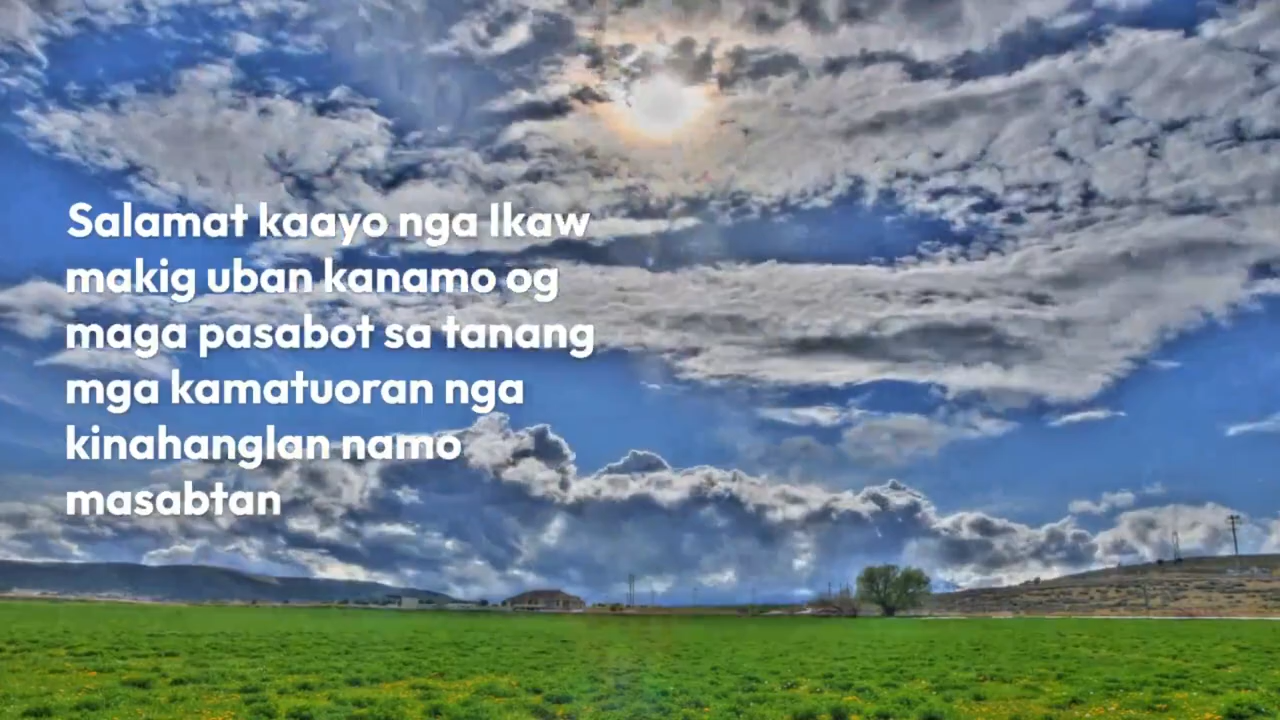 Salamat kaayo nga Ikaw
makig uban kanamo og
maga pasabot sa tanang
mga kamatuoran nga
kinahanglan namo
masabtan